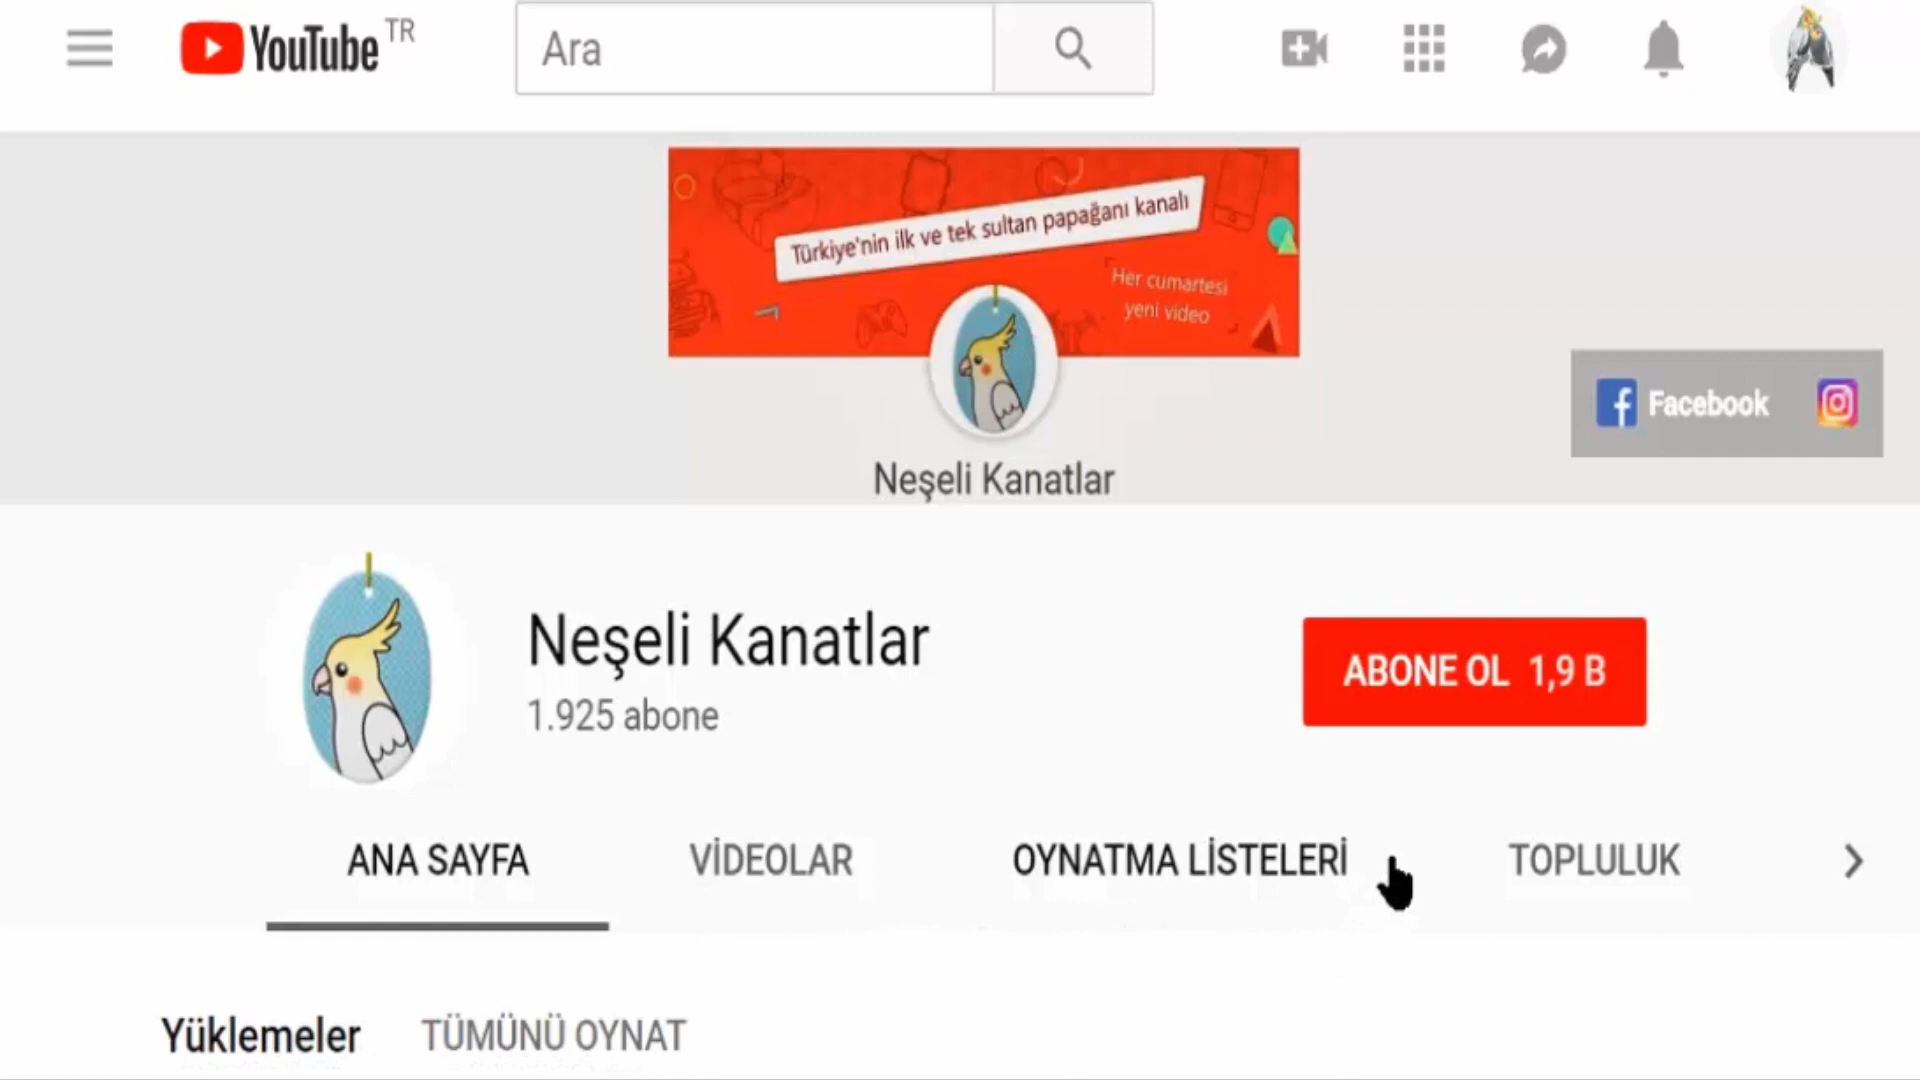 YouTube TR
Ara
Türkiye'nin ilk ve tek sultan papağanı kanalı
Her cumartesi
yeni video
Facebook
Neşeli Kanatlar
Neşeli Kanatlar
1.925 abone
ABONE OL 1,9 B
ANA SAYFA VİDEOLAR OYNATMA LİSTELERİ TOPLULUK
Yüklemeler TÜMÜNÜ OYNAT